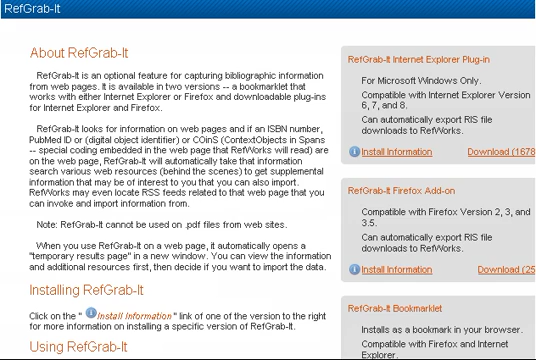 RefGrab-It
About RefGrab-It
RefGrab-It is an optional feature for capturing bibliographic information
from web pages. It is available in two versions -- a bookmarklet that
works with either Internet Explorer or Firefox and downloadable plug-ins
for Internet Explorer and Firefox.
RefGrab-It looks for information on web pages and if an ISBN number,
PubMed ID or (digital object identifier) or COinS (ContextObjects in Spans
-- special coding embedded in the web page that RefWorks will read) are
on the web page, RefGrab-It will automatically take that information
search various web resources (behind the scenes) to get supplemental
information that may be of interest to you that you can also import.
RefWorks may even locate RSS feeds related to that web page that you
can invoke and import information from.
Note: RefGrab-It cannot be used on .pdf files from web sites.
When you use RefGrab-It on a web page, it automatically opens a
"temporary results page" in a new window. You can view the information
and additional resources first, then decide if you want to import the data.
Installing RefGrab-It
Click on the " Install Information " link of one of the version to the right
for more information on installing a specific version of RefGrab-It.
Using RefGrab-It
RefGrab-It Internet Explorer Plug-in
For Microsoft Windows Only.
Compatible with Internet Explorer Version
6, 7, and 8.
Can automatically export RIS file
downloads to RefWorks.
Install Information Download (1678
RefGrab-It Firefox Add-on
Compatible with Firefox Version 2, 3, and
3.5.
Can automatically export RIS file
downloads to RefWorks.
Install Information Download (25
RefGrab-It Bookmarklet
Installs as a bookmark in your browser.
Compatible with Firefox and Internet
Explorer.